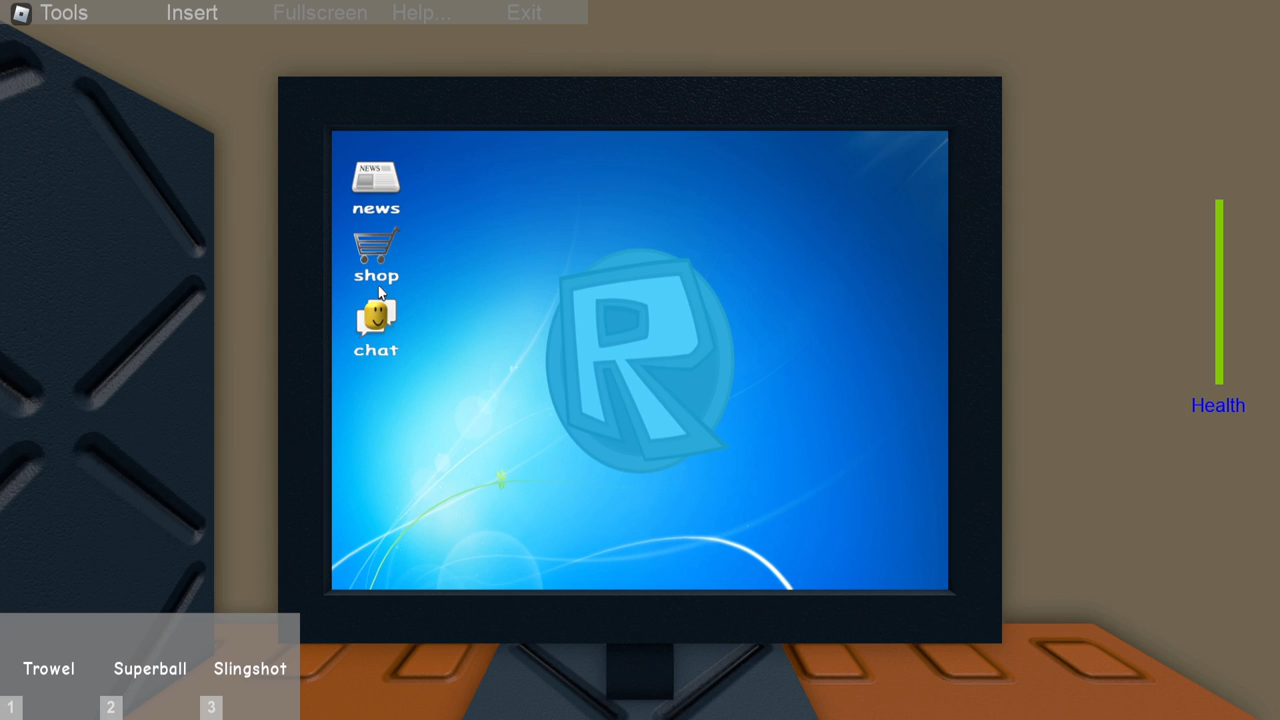 Tools Insert Fullscreen Help... Exit
NEWS
news
shop
chat
R
Health
Trowel Superball Slingshot
1 2 3